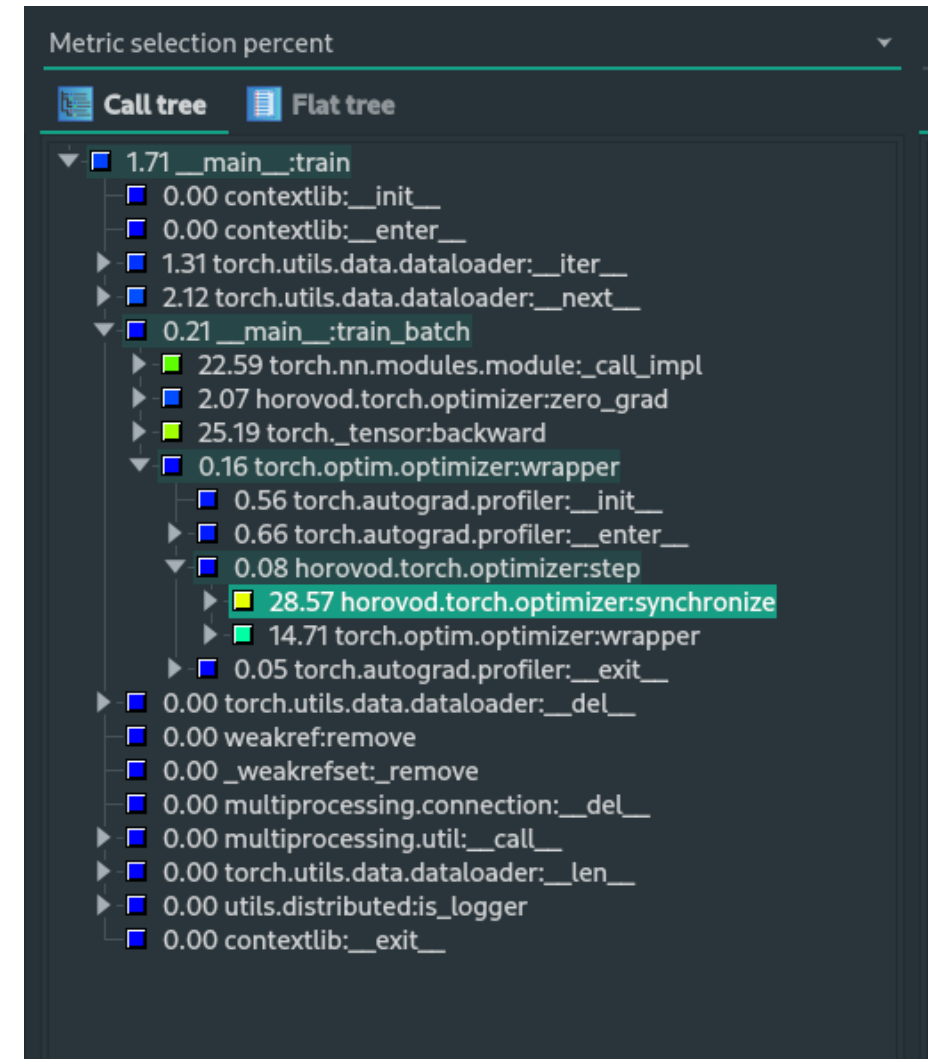 Metric selection percent
Call tree Flat tree
1.71 __main__:train
0.00 contextlib:__init__
0.00 contextlib:__enter__
1.31 torch.utils.data.dataloader:__iter__
2.12 torch.utils.data.dataloader:__next__
0.21 __main__:train_batch
22.59 torch.nn.modules.module:_call_impl
2.07 horovod.torch.optimizer:zero_grad
25.19 torch._tensor:backward
0.16 torch.optim.optimizer:wrapper
0.56 torch.autograd.profiler:__init__
0.66 torch.autograd.profiler:__enter__
0.08 horovod.torch.optimizer:step
28.57 horovod.torch.optimizer:synchronize
14.71 torch.optim.optimizer:wrapper
0.05 torch.autograd.profiler:__exit__
0.00 torch.utils.data.dataloader:__del__
0.00 weakref:remove
0.00 _weakrefset:_remove
0.00 multiprocessing.connection:__del__
0.00 multiprocessing.util:__call__
0.00 torch.utils.data.dataloader:__len__
0.00 utils.distributed:is_logger
0.00 contextlib:__exit__